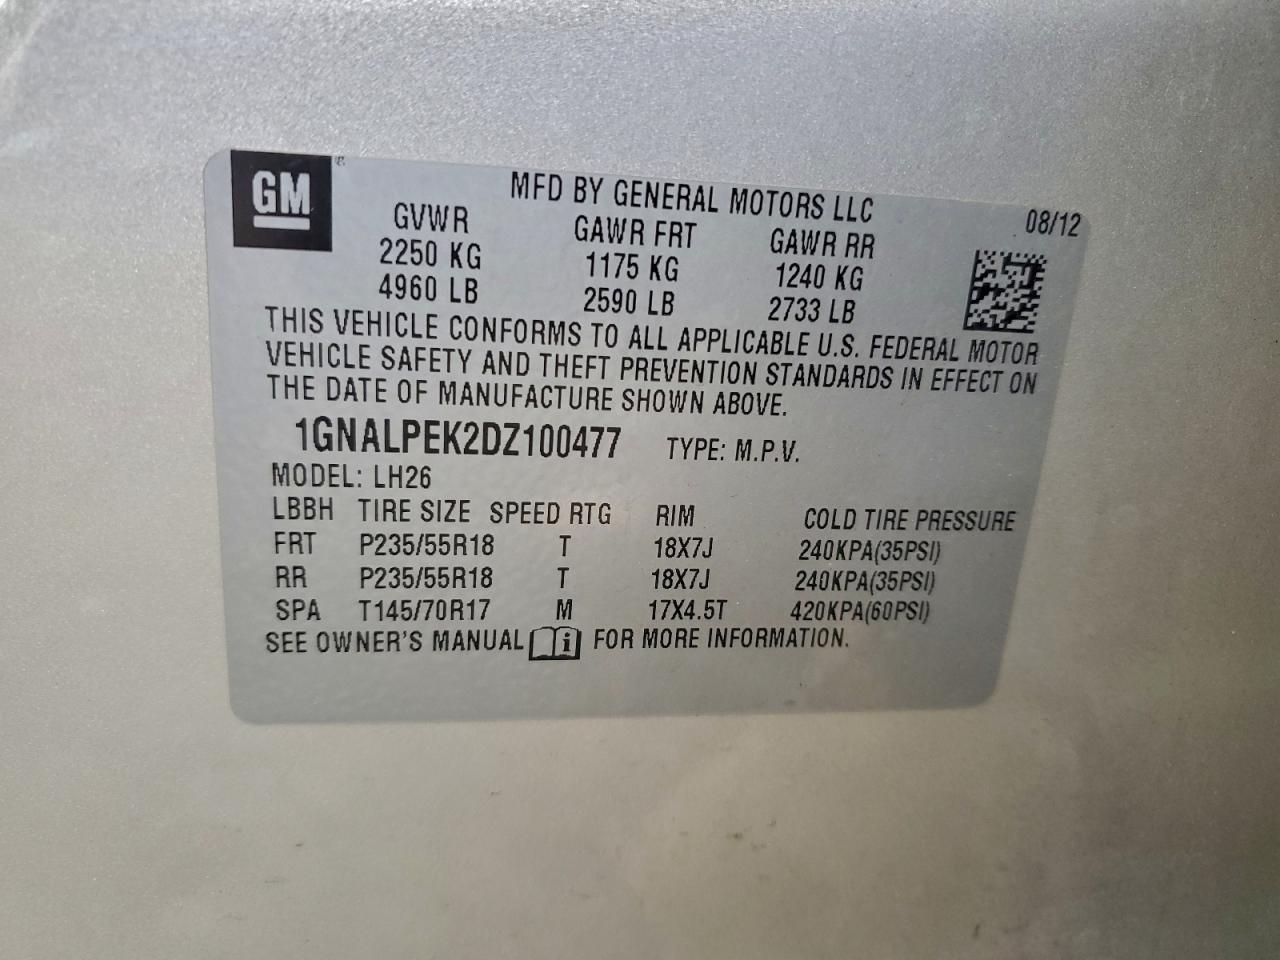 GM
MFD BY GENERAL MOTORS LLC
08/12
GVWR GAWR FRT GAWR RR
2250 KG 1175 KG 1240 KG
4960 LB 2590 LB 2733 LB
THIS VEHICLE CONFORMS TO ALL APPLICABLE U.S. FEDERAL MOTOR
VEHICLE SAFETY AND THEFT PREVENTION STANDARDS IN EFFECT ON
THE DATE OF MANUFACTURE SHOWN ABOVE.
1GNALPEK2DZ100477 TYPE: M.P.V.
MODEL: LH26
LBBH TIRE SIZE SPEED RTG RIM COLD TIRE PRESSURE
FRT P235/55R18 T 18X7J 240KPA(35PSI)
RR P235/55R18 T 18X7J 240KPA(35PSI)
SPA T145/70R17 M 17X4.5T 420KPA(60PSI)
SEE OWNER'S MANUAL i FOR MORE INFORMATION.